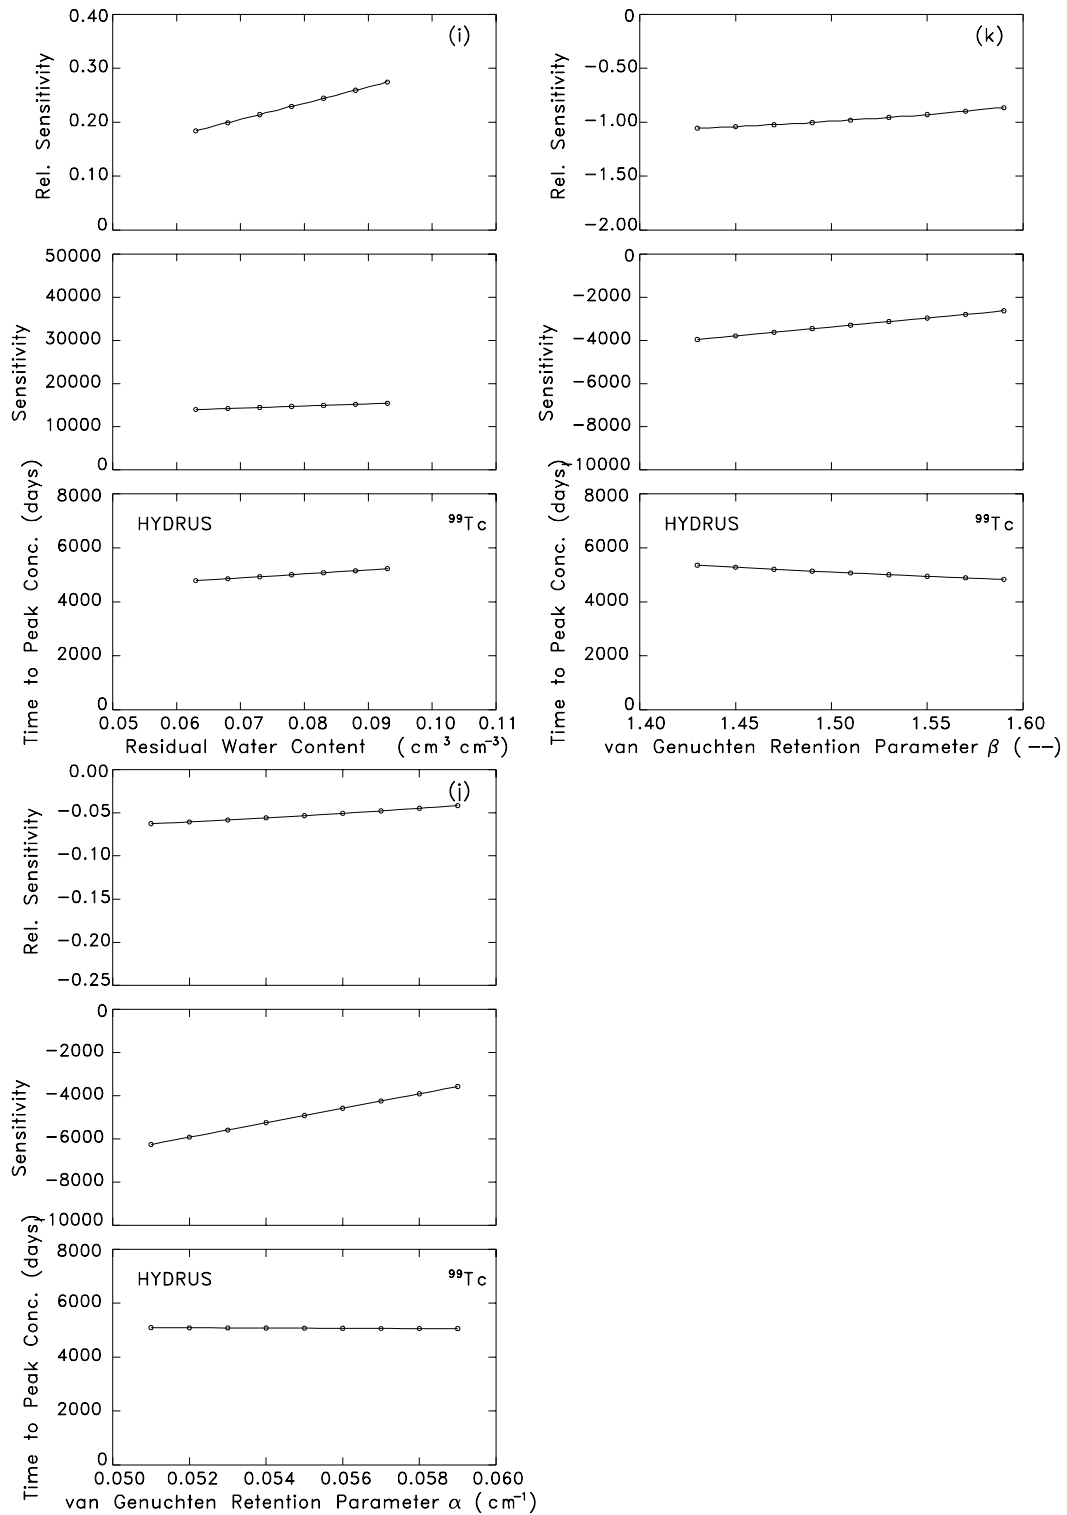 (i)
0.40
0.30
0.20
0.10
0
Rel. Sensitivity
50000
40000
30000
20000
10000
0
Sensitivity
8000
6000
4000
2000
0
Time to Peak Conc. (days)
HYDRUS
⁹⁹Tc
0.05 0.06 0.07 0.08 0.09 0.10 0.11
Residual Water Content (cm³ cm⁻³)
(k)
0
−0.50
−1.00
−1.50
−2.00
Rel. Sensitivity
0
−2000
−4000
−6000
−8000
−10000
Sensitivity
8000
6000
4000
2000
0
Time to Peak Conc. (days)
HYDRUS
⁹⁹Tc
1.40 1.45 1.50 1.55 1.60
van Genuchten Retention Parameter β (−−)
(j)
0.00
−0.05
−0.10
−0.15
−0.20
−0.25
Rel. Sensitivity
0
−2000
−4000
−6000
−8000
−10000
Sensitivity
8000
6000
4000
2000
0
Time to Peak Conc. (days)
HYDRUS
⁹⁹Tc
0.050 0.052 0.054 0.056 0.058 0.060
van Genuchten Retention Parameter α (cm⁻¹)